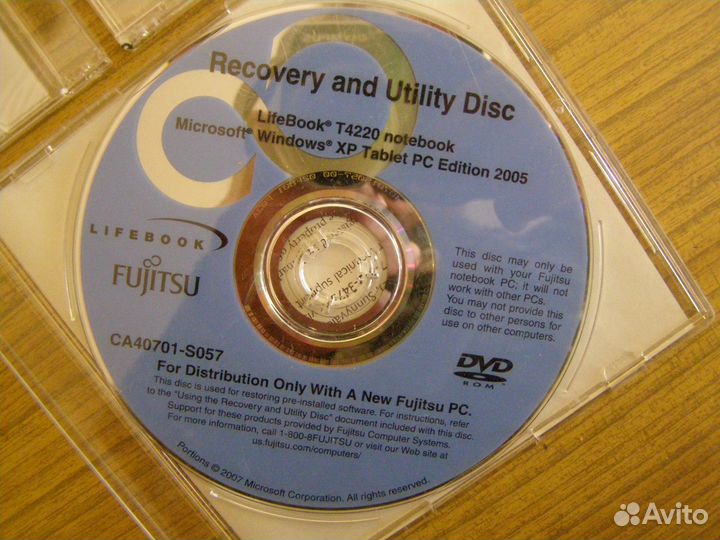 Recovery and Utility Disc
LifeBook® T4220 notebook
Microsoft® Windows® XP Tablet PC Edition 2005
LIFEBOOK
FUJITSU
This disc may only be
used with your Fujitsu
notebook PC; it will not
work with other PCs.
You may not provide this
disc to other persons for
use on other computers.
CA40701-S057
DVD
ROM
For Distribution Only With A New Fujitsu PC.
This disc is used for restoring pre-installed software. For instructions, refer
to the "Using the Recovery and Utility Disc" document included with this disc.
Support for these products provided by Fujitsu Computer Systems.
For more information, call 1-800-8FUJITSU or visit our Web site at
us.fujitsu.com/computers/
Portions © 2007 Microsoft Corporation. All rights reserved.
Avito